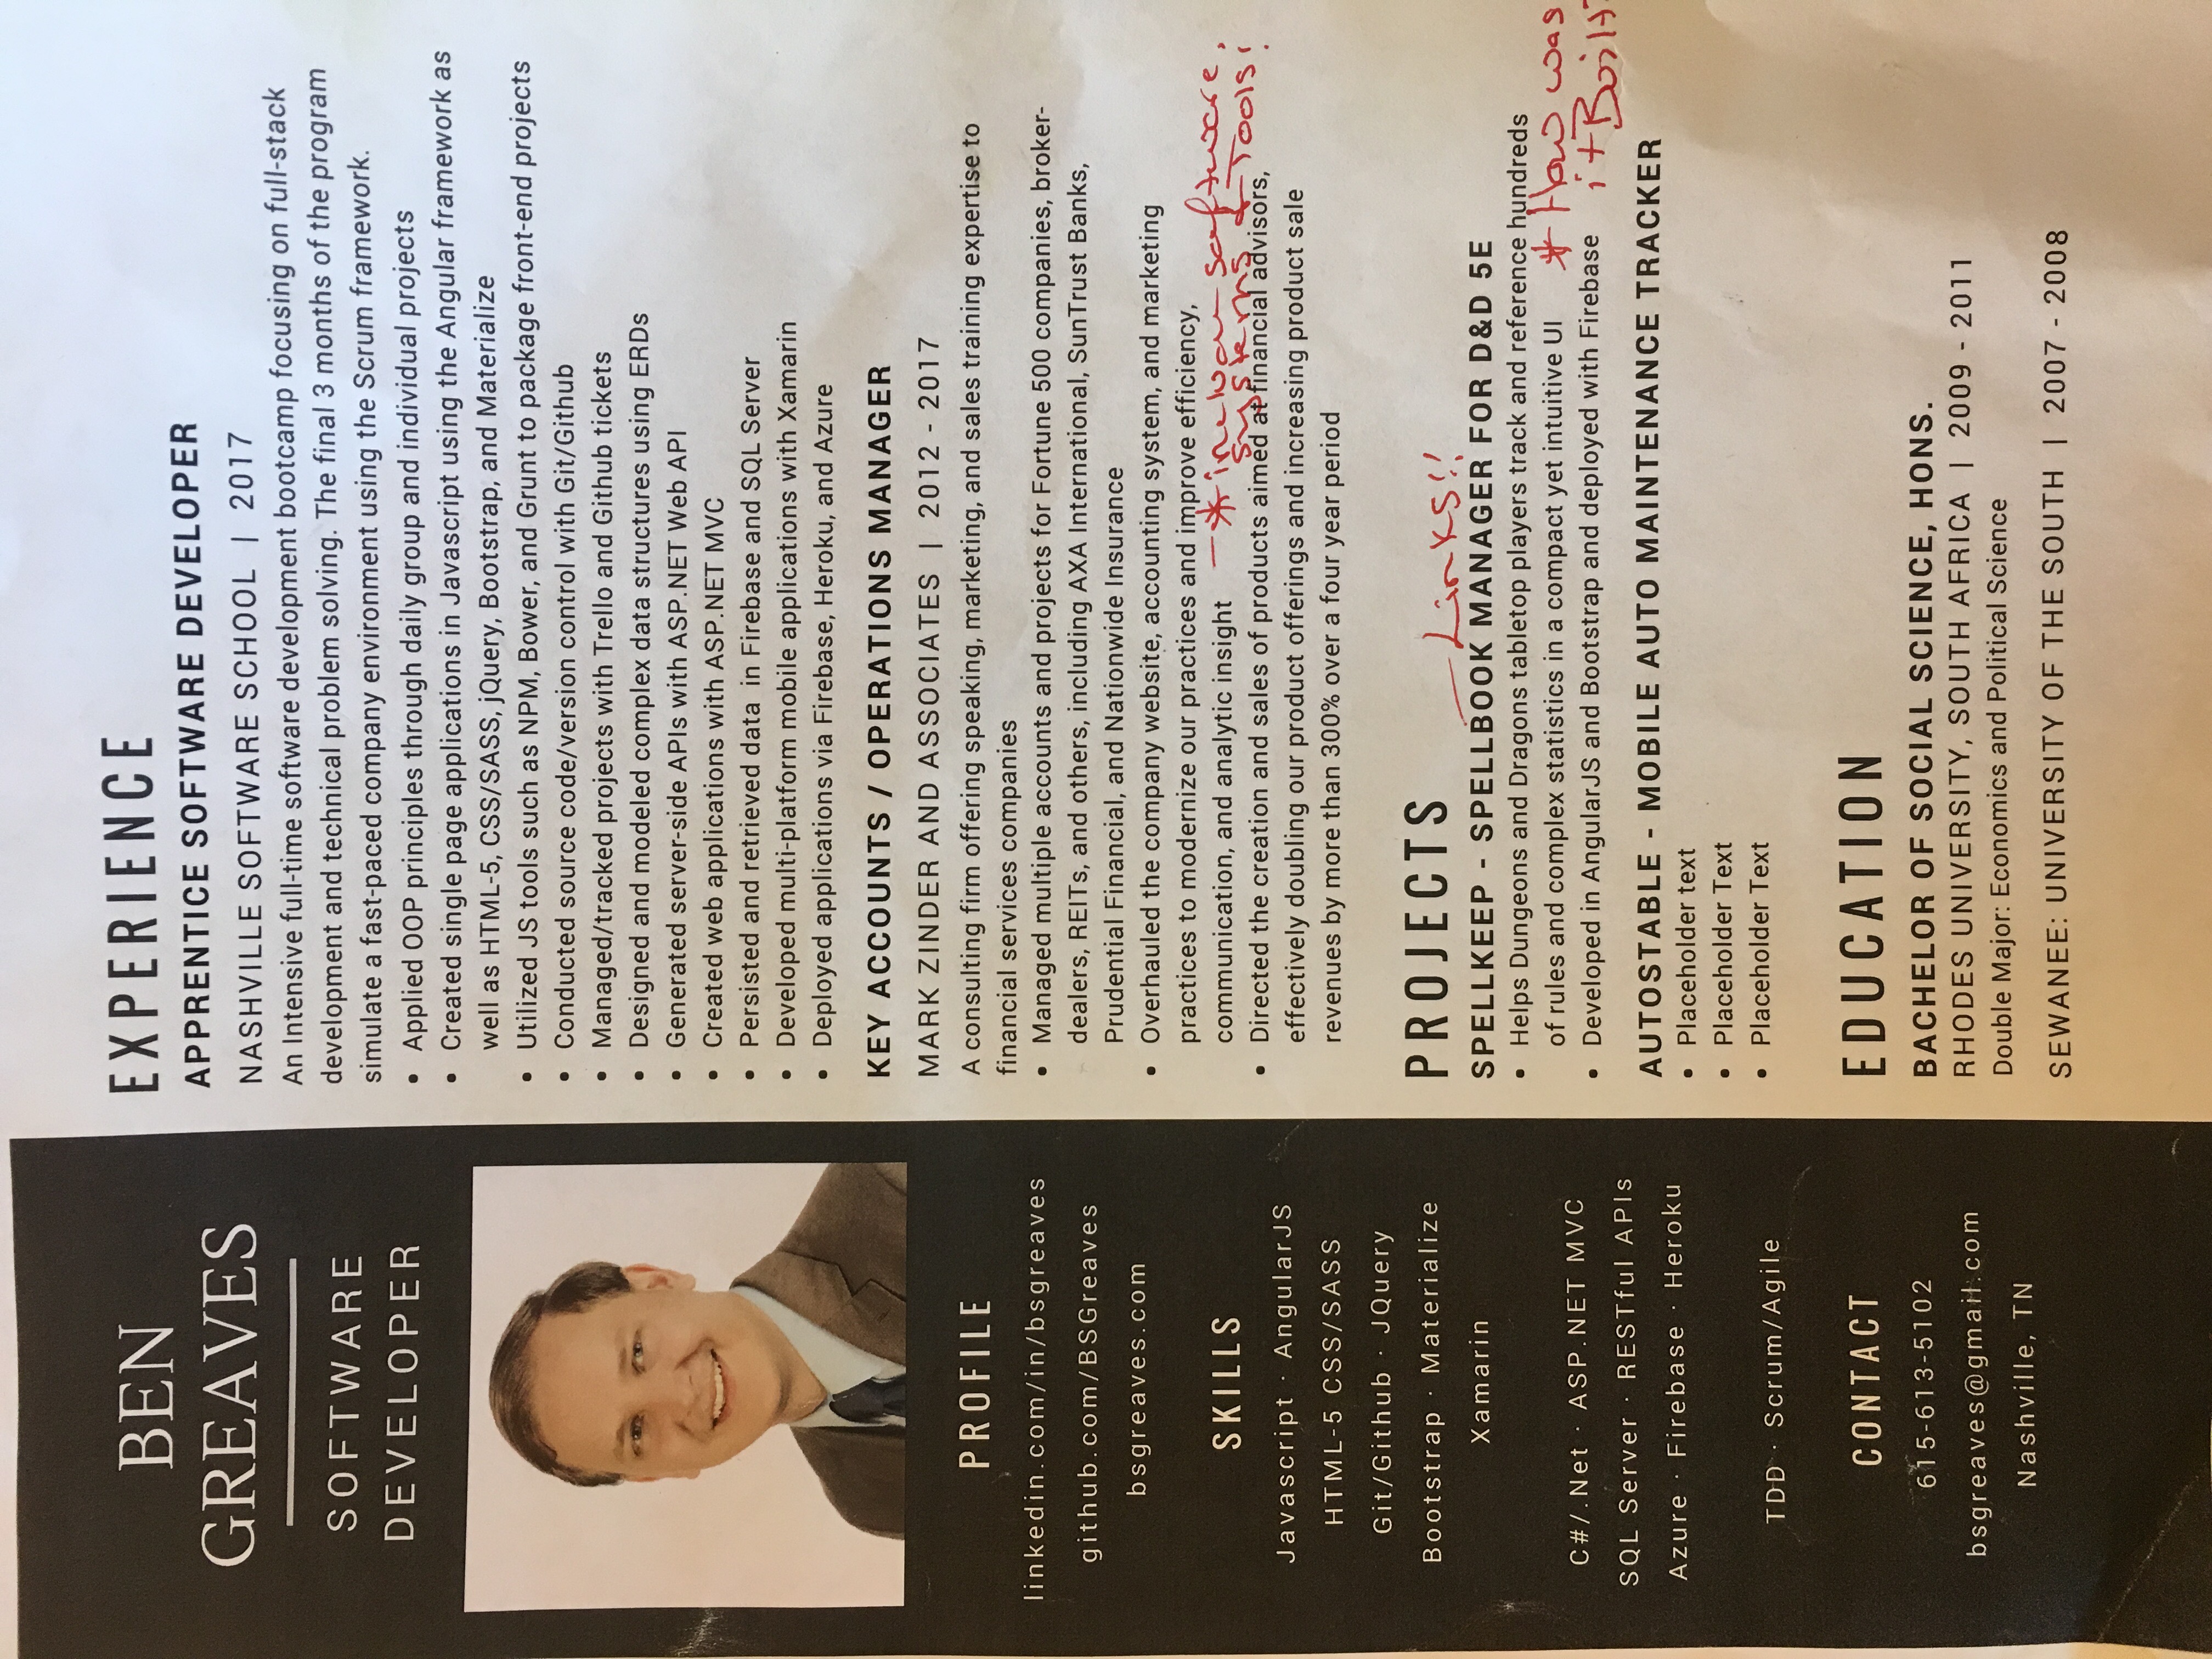 BEN
GREAVES
SOFTWARE
DEVELOPER
PROFILE
linkedin.com/in/bsgreaves
github.com/BSGreaves
bsgreaves.com
SKILLS
Javascript · AngularJS
HTML-5 CSS/SASS
Git/Github · JQuery
Bootstrap · Materialize
Xamarin
C#/.Net · ASP.NET MVC
SQL Server · RESTful APIs
Azure · Firebase · Heroku
TDD · Scrum/Agile
CONTACT
615-613-5102
bsgreaves@gmail.com
Nashville, TN
EXPERIENCE
APPRENTICE SOFTWARE DEVELOPER
NASHVILLE SOFTWARE SCHOOL | 2017
An Intensive full-time software development bootcamp focusing on full-stack
development and technical problem solving. The final 3 months of the program
simulate a fast-paced company environment using the Scrum framework.
• Applied OOP principles through daily group and individual projects
• Created single page applications in Javascript using the Angular framework as
well as HTML-5, CSS/SASS, jQuery, Bootstrap, and Materialize
• Utilized JS tools such as NPM, Bower, and Grunt to package front-end projects
• Conducted source code/version control with Git/Github
• Managed/tracked projects with Trello and Github tickets
• Designed and modeled complex data structures using ERDs
• Generated server-side APIs with ASP.NET Web API
• Created web applications with ASP.NET MVC
• Persisted and retrieved data in Firebase and SQL Server
• Developed multi-platform mobile applications with Xamarin
• Deployed applications via Firebase, Heroku, and Azure
KEY ACCOUNTS / OPERATIONS MANAGER
MARK ZINDER AND ASSOCIATES | 2012 - 2017
A consulting firm offering speaking, marketing, and sales training expertise to
financial services companies
• Managed multiple accounts and projects for Fortune 500 companies, broker-
dealers, REITs, and others, including AXA International, SunTrust Banks,
Prudential Financial, and Nationwide Insurance
• Overhauled the company website, accounting system, and marketing
practices to modernize our practices and improve efficiency,
communication, and analytic insight
* software,
systems & Tools!
• Directed the creation and sales of products aimed at financial advisors,
effectively doubling our product offerings and increasing product sale
revenues by more than 300% over a four year period
PROJECTS
Links!!
SPELLKEEP - SPELLBOOK MANAGER FOR D&D 5E
• Helps Dungeons and Dragons tabletop players track and reference hundreds
of rules and complex statistics in a compact yet intuitive UI
* How was
it Built?
• Developed in AngularJS and Bootstrap and deployed with Firebase
AUTOSTABLE - MOBILE AUTO MAINTENANCE TRACKER
• Placeholder text
• Placeholder Text
• Placeholder Text
EDUCATION
BACHELOR OF SOCIAL SCIENCE, HONS.
RHODES UNIVERSITY, SOUTH AFRICA | 2009 - 2011
Double Major: Economics and Political Science
SEWANEE: UNIVERSITY OF THE SOUTH | 2007 - 2008